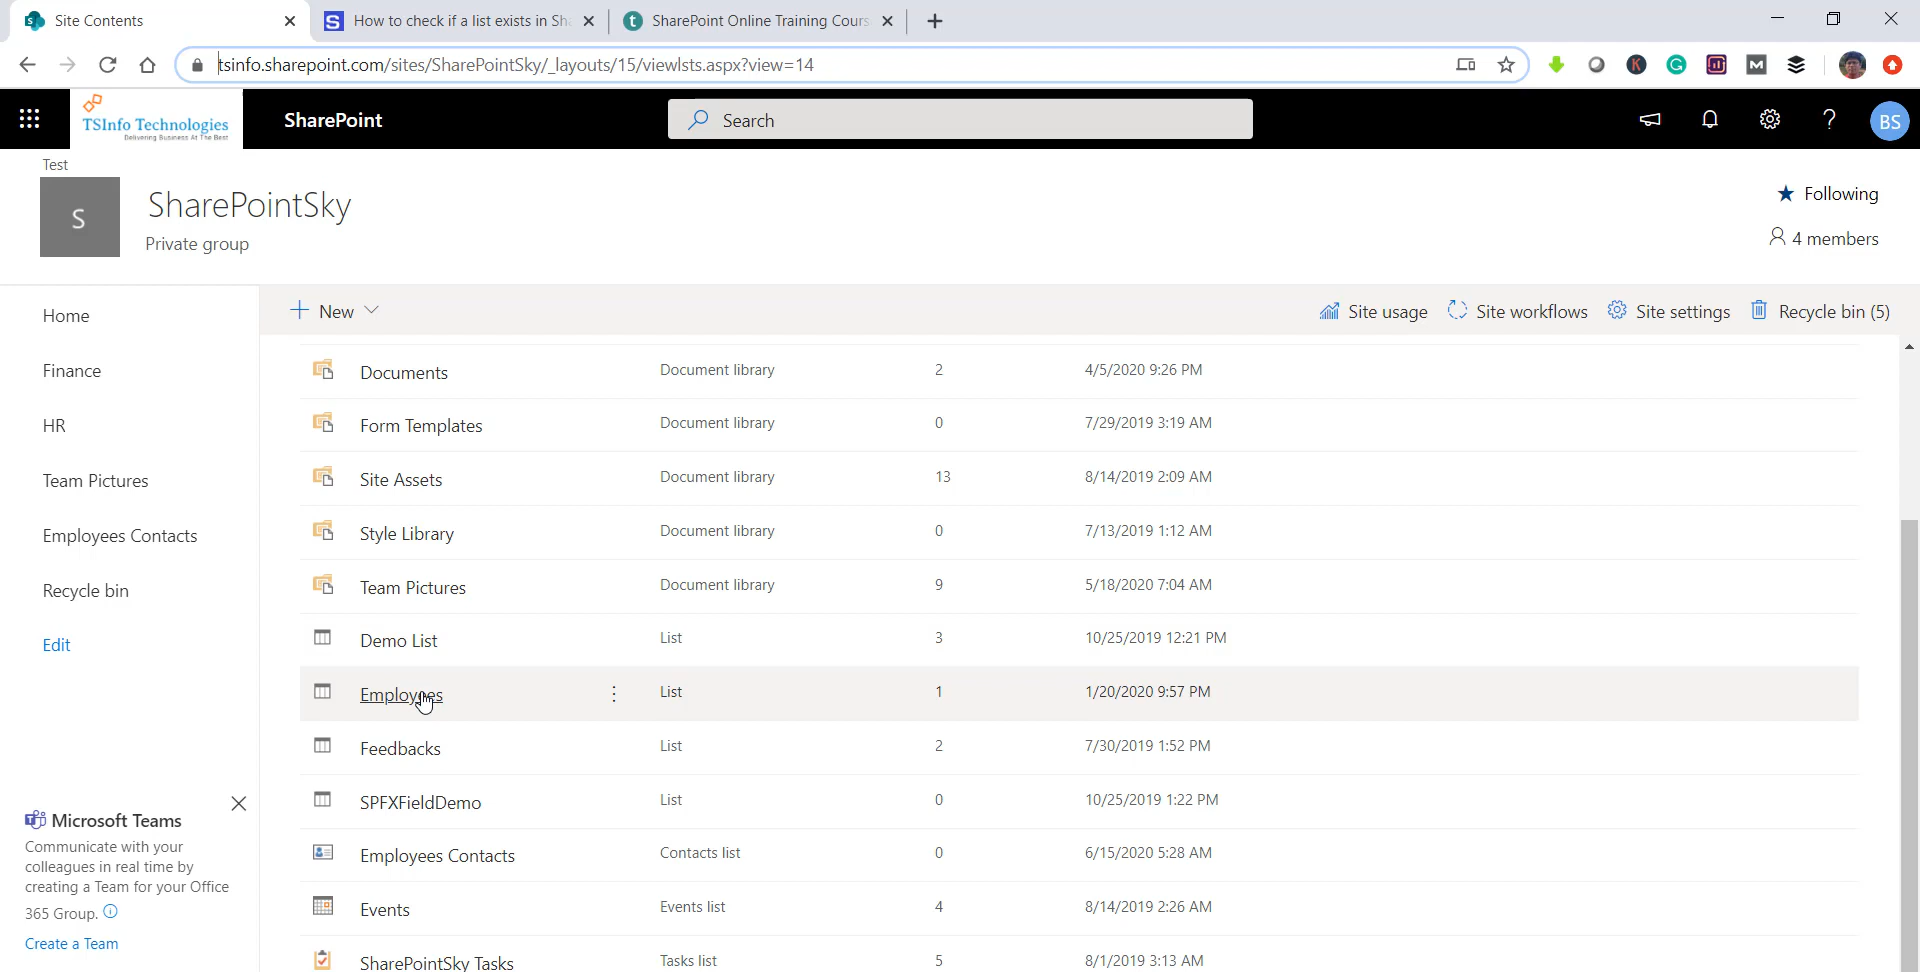 Site Contents
How to check if a list exists in Sh
SharePoint Online Training Cours
tsinfo.sharepoint.com/sites/SharePointSky/_layouts/15/viewlsts.aspx?view=14
TSInfo Technologies
Delivering Business At The Best
SharePoint
Search
BS
Test
S
SharePointSky
Private group
Following
4 members
Home
Finance
HR
Team Pictures
Employees Contacts
Recycle bin
Edit
Microsoft Teams
Communicate with your
colleagues in real time by
creating a Team for your Office
365 Group.
Create a Team
New
Site usage
Site workflows
Site settings
Recycle bin (5)
Documents Document library 2 4/5/2020 9:26 PM
Form Templates Document library 0 7/29/2019 3:19 AM
Site Assets Document library 13 8/14/2019 2:09 AM
Style Library Document library 0 7/13/2019 1:12 AM
Team Pictures Document library 9 5/18/2020 7:04 AM
Demo List List 3 10/25/2019 12:21 PM
Employees List 1 1/20/2020 9:57 PM
Feedbacks List 2 7/30/2019 1:52 PM
SPFXFieldDemo List 0 10/25/2019 1:22 PM
Employees Contacts Contacts list 0 6/15/2020 5:28 AM
Events Events list 4 8/14/2019 2:26 AM
SharePointSky Tasks Tasks list 5 8/1/2019 3:13 AM